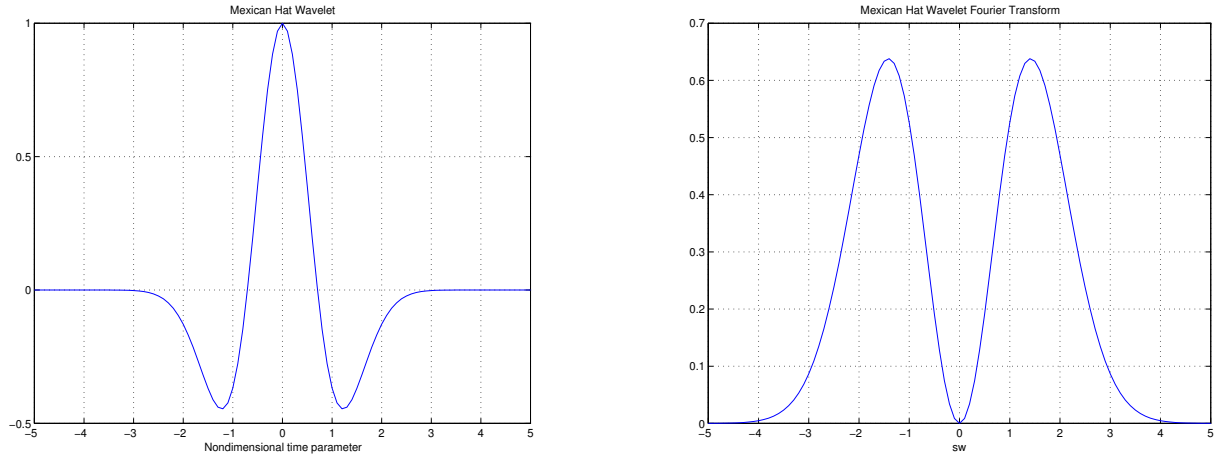 Mexican Hat Wavelet
1
0.5
0
−0.5
−5 −4 −3 −2 −1 0 1 2 3 4 5
Nondimensional time parameter
Mexican Hat Wavelet Fourier Transform
0.7
0.6
0.5
0.4
0.3
0.2
0.1
0
−5 −4 −3 −2 −1 0 1 2 3 4 5
sw